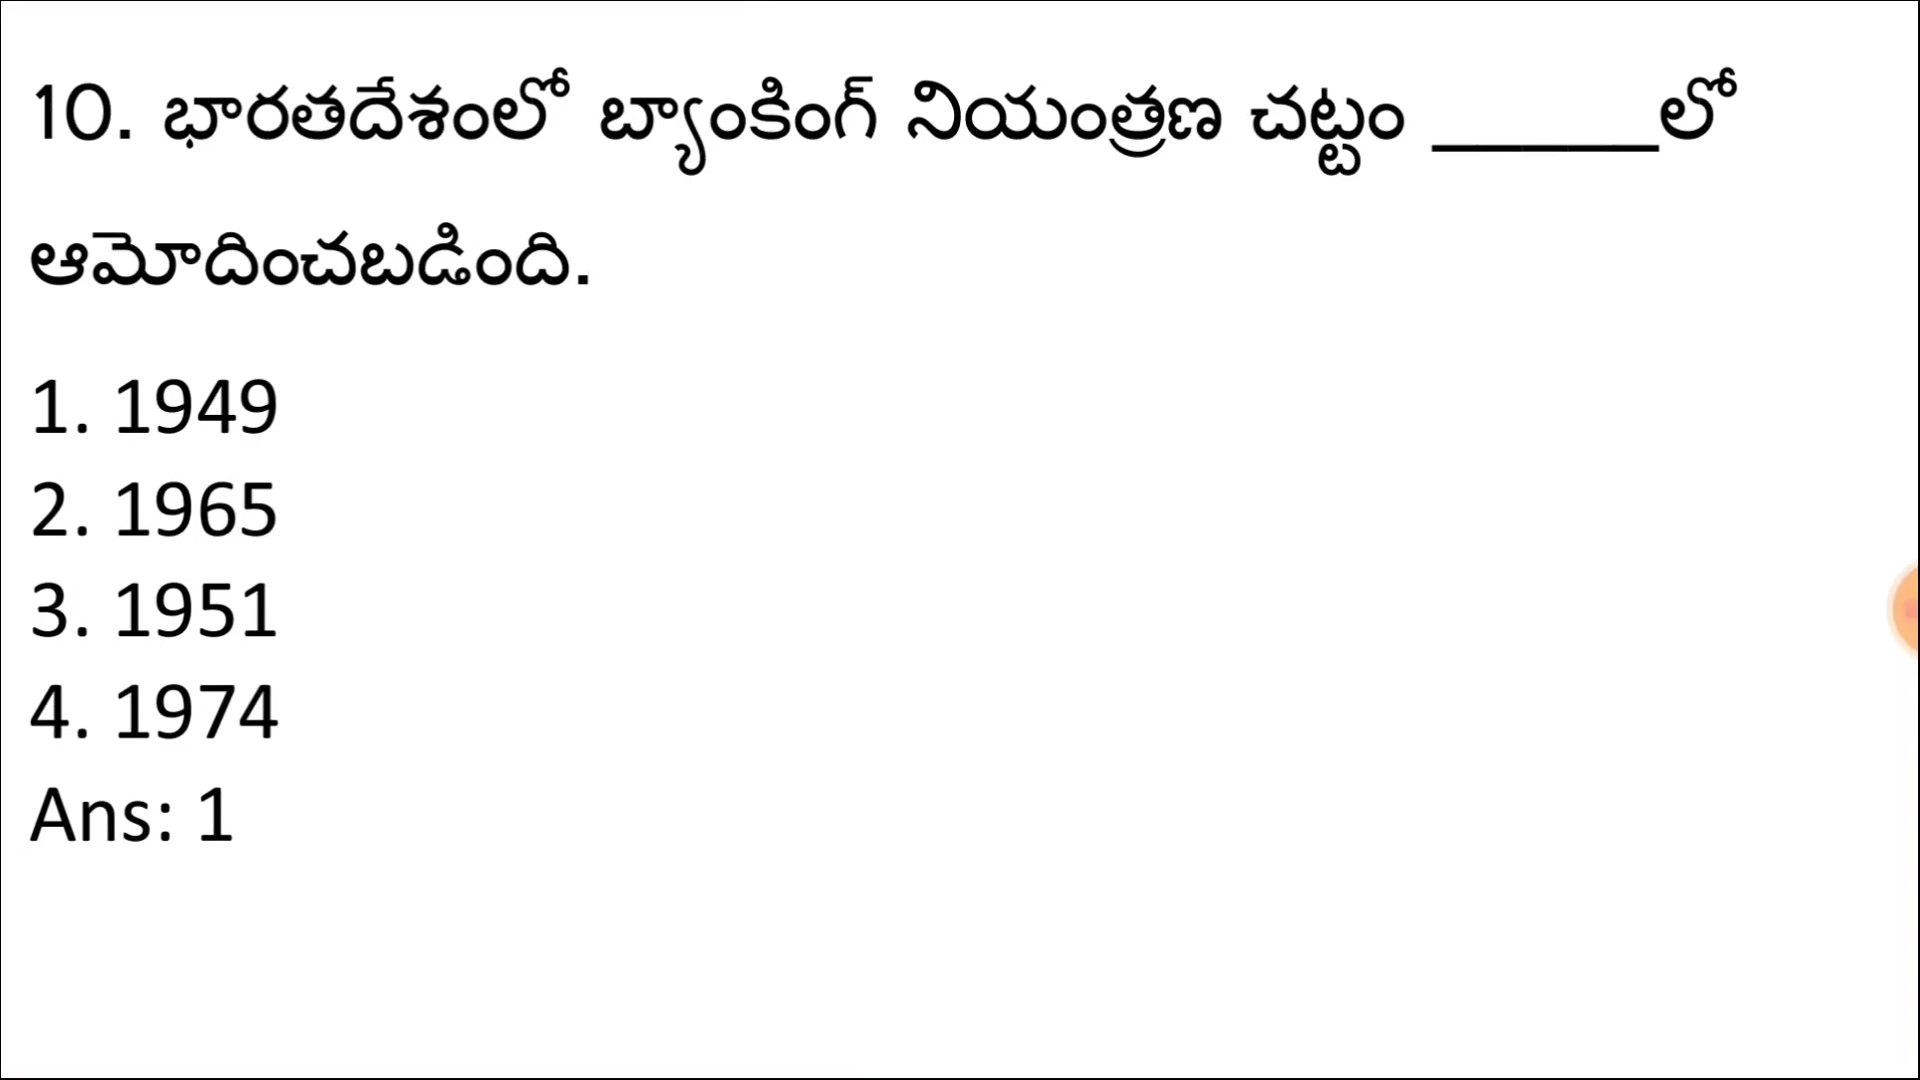 10. భారతదేశంలో బ్యాంకింగ్ నియంత్రణ చట్టం ______లో
ఆమోదించబడింది.
1. 1949
2. 1965
3. 1951
4. 1974
Ans: 1